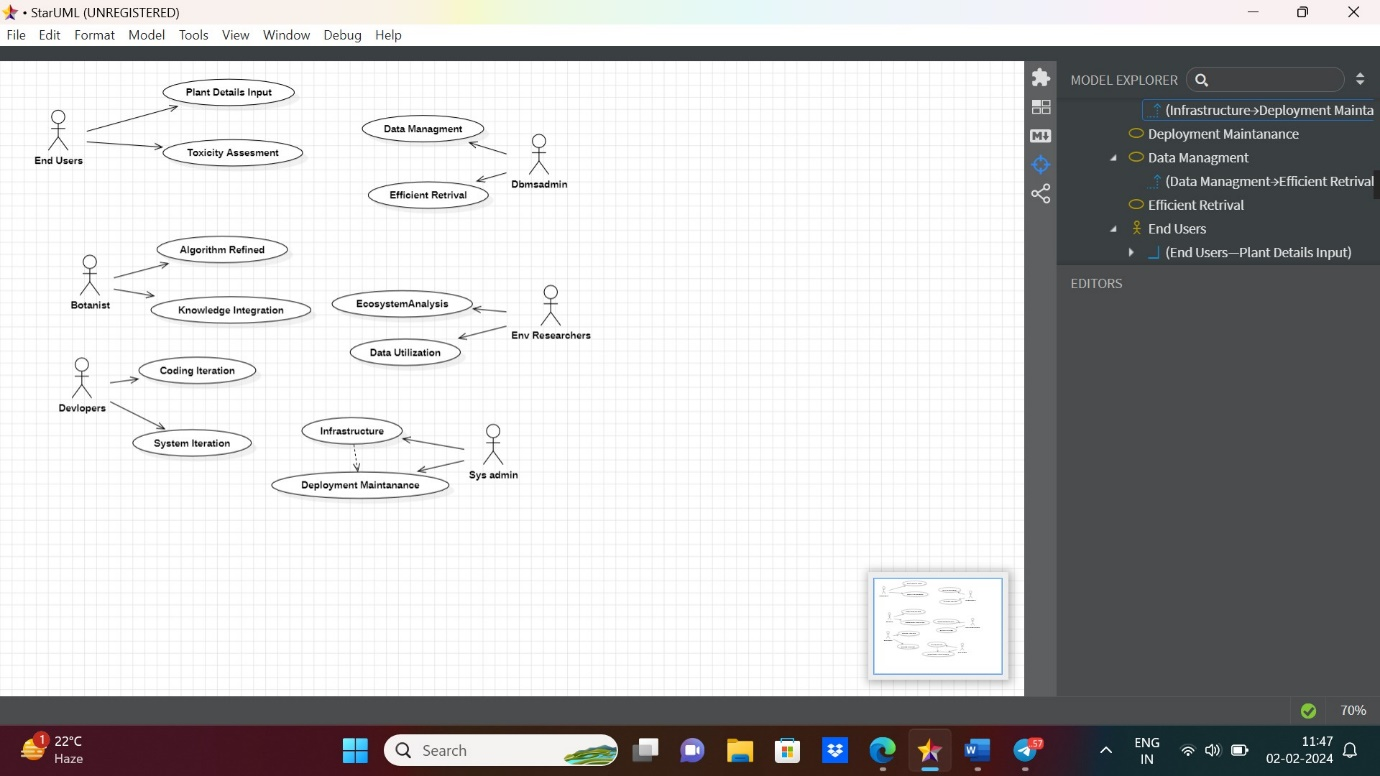 • StarUML (UNREGISTERED)
File Edit Format Model Tools View Window Debug Help
Plant Details Input
End Users
Toxicity Assesment
Data Managment
Dbmsadmin
Efficient Retrival
Algorithm Refined
Botanist
Knowledge Integration
EcosystemAnalysis
Env Researchers
Data Utilization
Coding Iteration
Devlopers
System Iteration
Infrastructure
Sys admin
Deployment Maintanance
MODEL EXPLORER
(Infrastructure→Deployment Mainta
Deployment Maintanance
Data Managment
(Data Managment→Efficient Retrival
Efficient Retrival
End Users
(End Users—Plant Details Input)
EDITORS
70%
1
22°C
Haze
Search
57
ENG
IN
11:47
02-02-2024